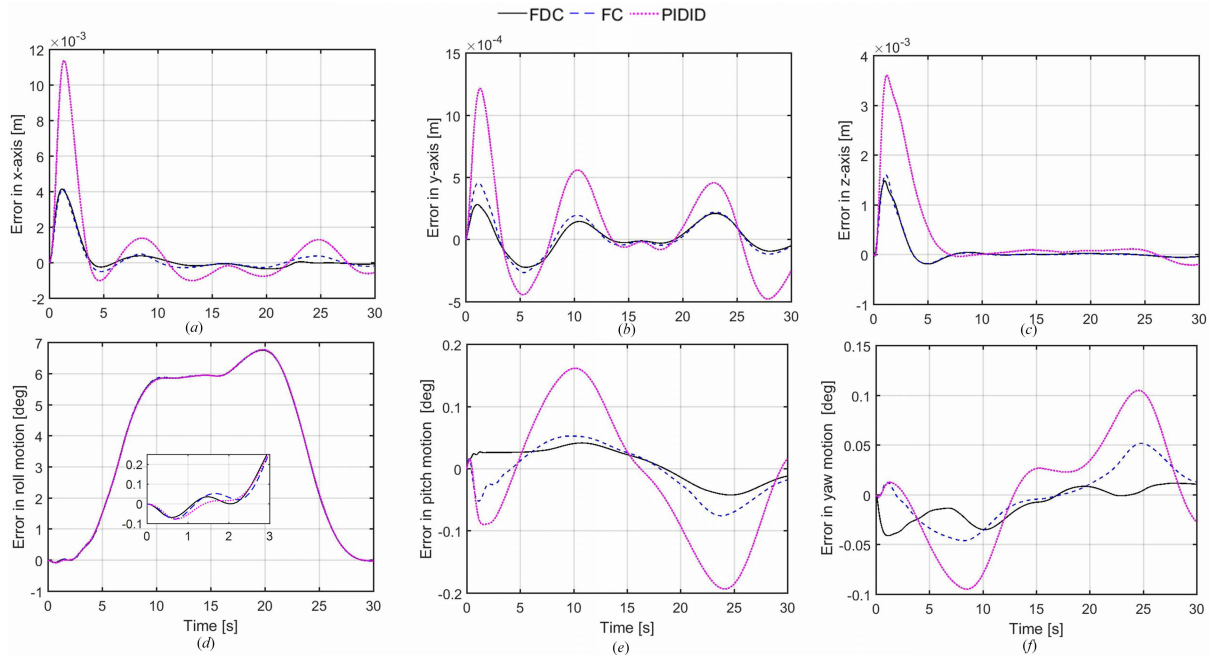 FDC FC PIDID
×10⁻³
12
10
8
6
4
2
0
-2
Error in x-axis [m]
0 5 10 15 20 25 30
(a)
×10⁻⁴
15
10
5
0
-5
Error in y-axis [m]
0 5 10 15 20 25 30
(b)
×10⁻³
4
3
2
1
0
-1
Error in z-axis [m]
0 5 10 15 20 25 30
(c)
7
6
5
4
3
2
1
0
-1
Error in roll motion [deg]
0.2
0.1
0
-0.1
0 1 2 3
0 5 10 15 20 25 30
Time [s]
(d)
0.2
0.1
0
-0.1
-0.2
Error in pitch motion [deg]
0 5 10 15 20 25 30
Time [s]
(e)
0.15
0.1
0.05
0
-0.05
-0.1
Error in yaw motion [deg]
0 5 10 15 20 25 30
Time [s]
(f)